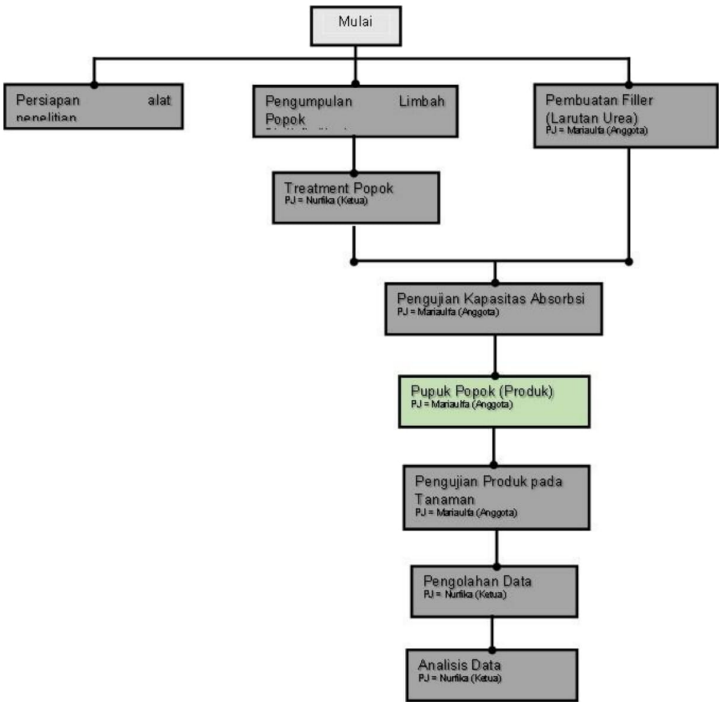 Mulai
Persiapan alat
penelitian
Pengumpulan Limbah
Popok
Pembuatan Filler
(Larutan Urea)
PJ = Mariaulfa (Anggota)
Treatment Popok
PJ = Nurfika (Ketua)
Pengujian Kapasitas Absorbsi
PJ = Mariaulfa (Anggota)
Pupuk Popok (Produk)
PJ = Mariaulfa (Anggota)
Pengujian Produk pada
Tanaman
PJ = Mariaulfa (Anggota)
Pengolahan Data
PJ = Nurfika (Ketua)
Analisis Data
PJ = Nurfika (Ketua)